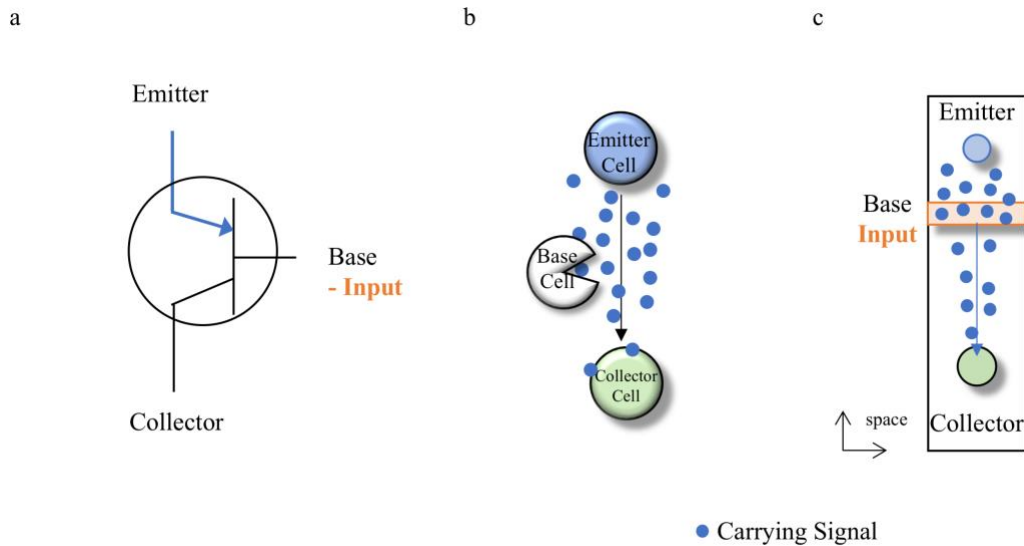 a
Emitter
Base
- Input
Collector
b
Emitter
Cell
Base
Cell
Collector
Cell
c
Emitter
Base
Input
Collector
space
Carrying Signal